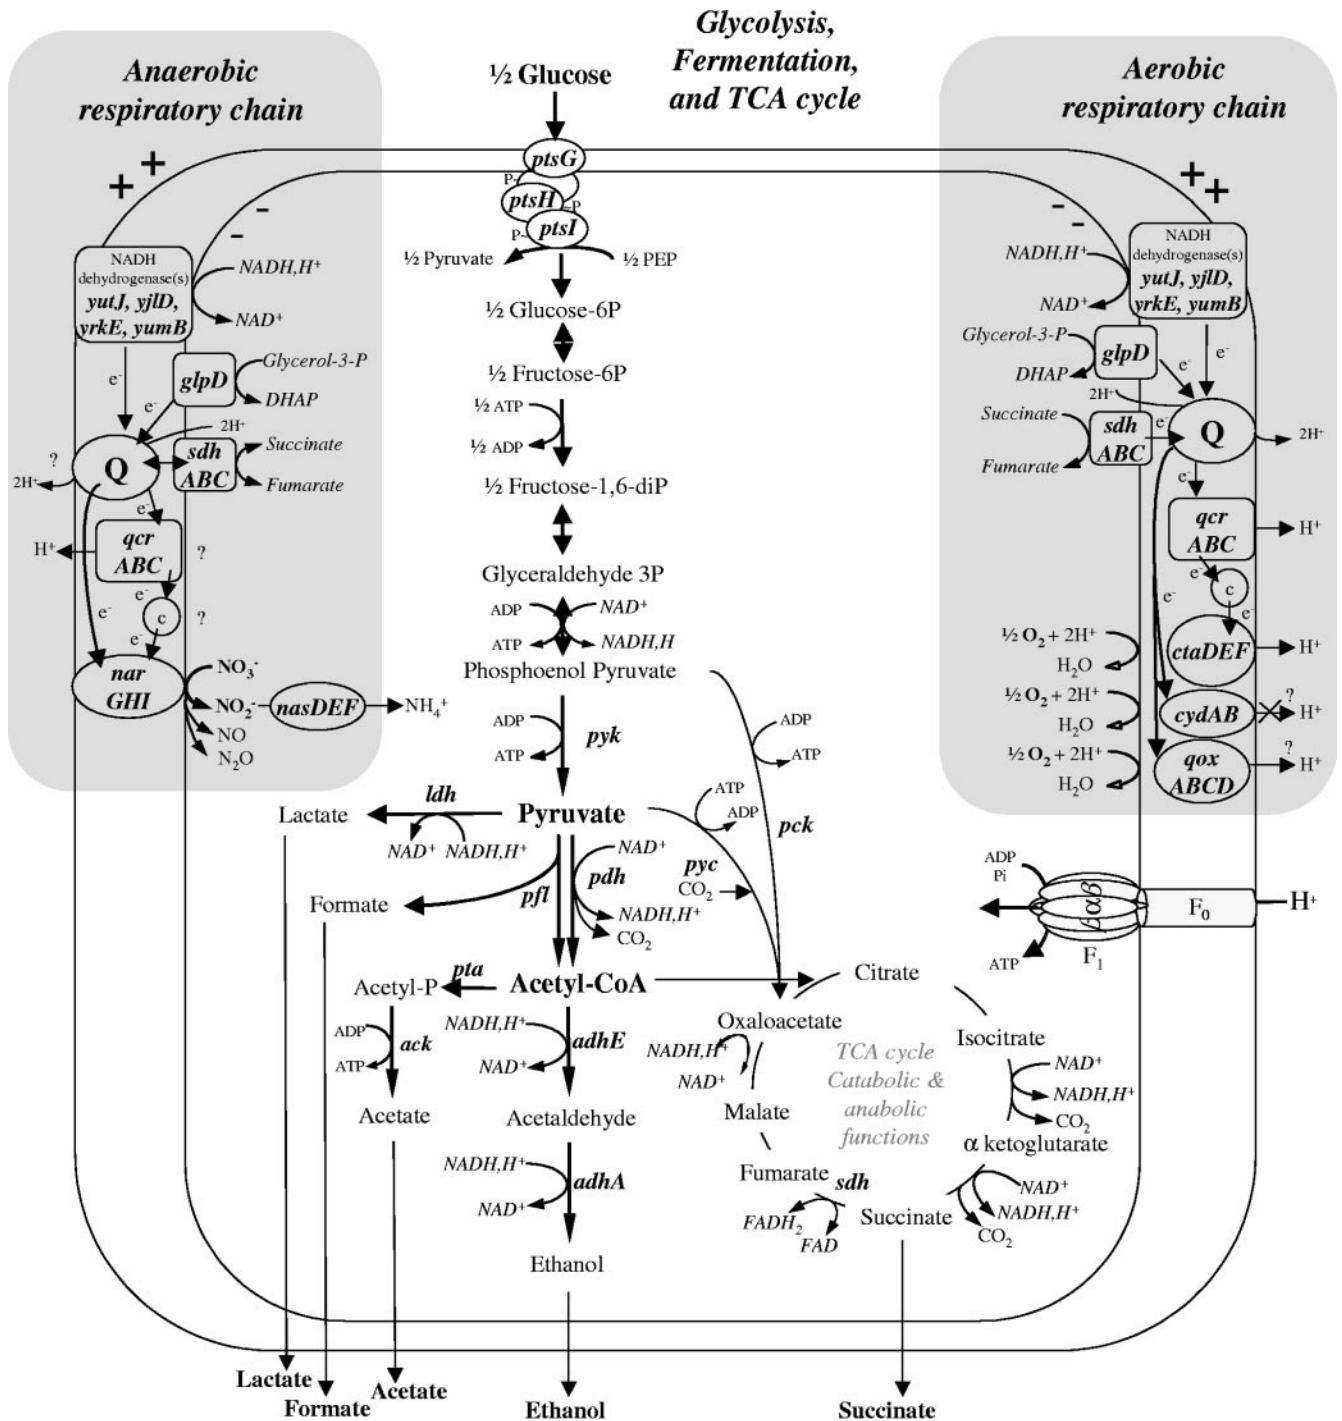 Glycolysis,
Fermentation,
and TCA cycle
Anaerobic
respiratory chain
½ Glucose
Aerobic
respiratory chain
+
+
-
-
ptsG
P-
ptsH
~P
P-
ptsI
½ Pyruvate
½ PEP
+
+
-
-
NADH
dehydrogenase(s)
yutJ, yjlD,
yrkE, yumB
NADH,H⁺
NAD⁺
e⁻
glpD
Glycerol-3-P
DHAP
e⁻
2H⁺
Q
?
2H⁺
sdh
ABC
Succinate
Fumarate
e⁻
qcr
ABC
H⁺
?
e⁻
c
?
e⁻
e⁻
nar
GHI
NO₃⁻
NO₂⁻
NO
N₂O
nasDEF
NH₄⁺
½ Glucose-6P
½ Fructose-6P
½ ATP
½ ADP
½ Fructose-1,6-diP
Glyceraldehyde 3P
ADP
NAD⁺
ATP
NADH,H
Phosphoenol Pyruvate
ADP
ATP
pyk
ADP
ATP
pck
Pyruvate
ldh
Lactate
NAD⁺
NADH,H⁺
ATP
ADP
pyc
CO₂
NAD⁺
pdh
NADH,H⁺
CO₂
pfl
Formate
Acetyl-CoA
pta
Acetyl-P
ADP
ATP
ack
Acetate
NADH,H⁺
NAD⁺
adhE
Acetaldehyde
NADH,H⁺
NAD⁺
adhA
Ethanol
Citrate
Oxaloacetate
Isocitrate
NADH,H⁺
NAD⁺
TCA cycle
Catabolic &
anabolic
functions
NAD⁺
NADH,H⁺
CO₂
Malate
α ketoglutarate
Fumarate
sdh
NAD⁺
NADH,H⁺
CO₂
Succinate
FADH₂
FAD
NADH
dehydrogenase(s)
yutJ, yjlD,
yrkE, yumB
NADH,H⁺
NAD⁺
Glycerol-3-P
glpD
DHAP
e⁻
e⁻
2H⁺
Q
2H⁺
Succinate
sdh
ABC
e⁻
Fumarate
e⁻
qcr
ABC
H⁺
e⁻
c
e⁻
e⁻
½ O₂ + 2H⁺
H₂O
ctaDEF
H⁺
½ O₂ + 2H⁺
H₂O
cydAB
?
H⁺
½ O₂ + 2H⁺
H₂O
qox
ABCD
?
H⁺
ADP
Pi
β α β
F₀
H⁺
ATP
F₁
Lactate
Formate
Acetate
Ethanol
Succinate